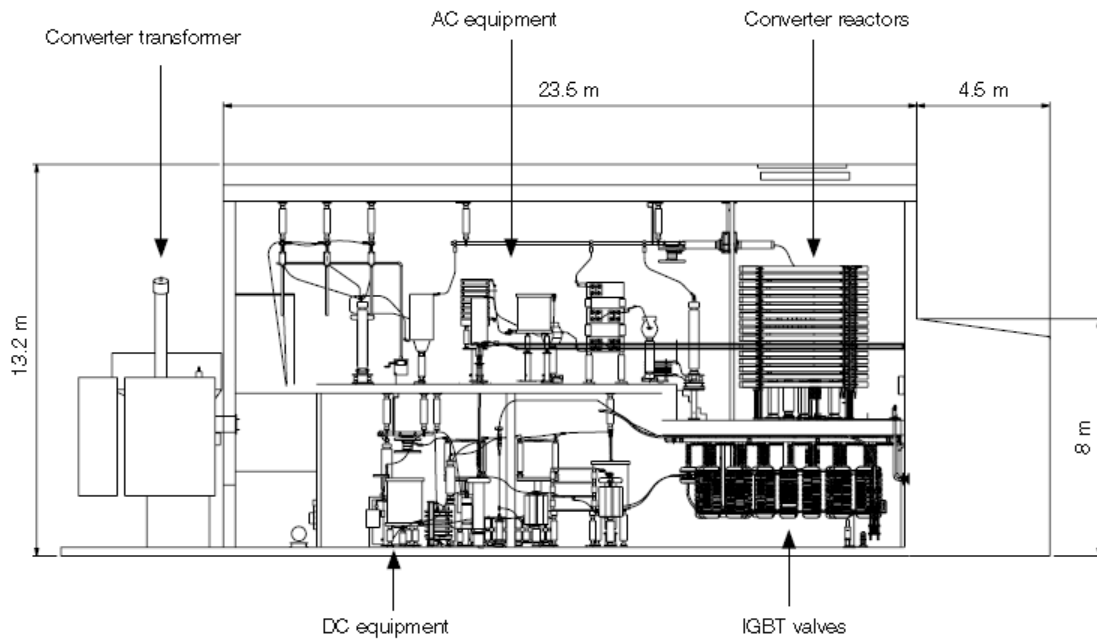 AC equipment
Converter reactors
Converter transformer
23.5 m
4.5 m
13.2 m
8 m
DC equipment
IGBT valves